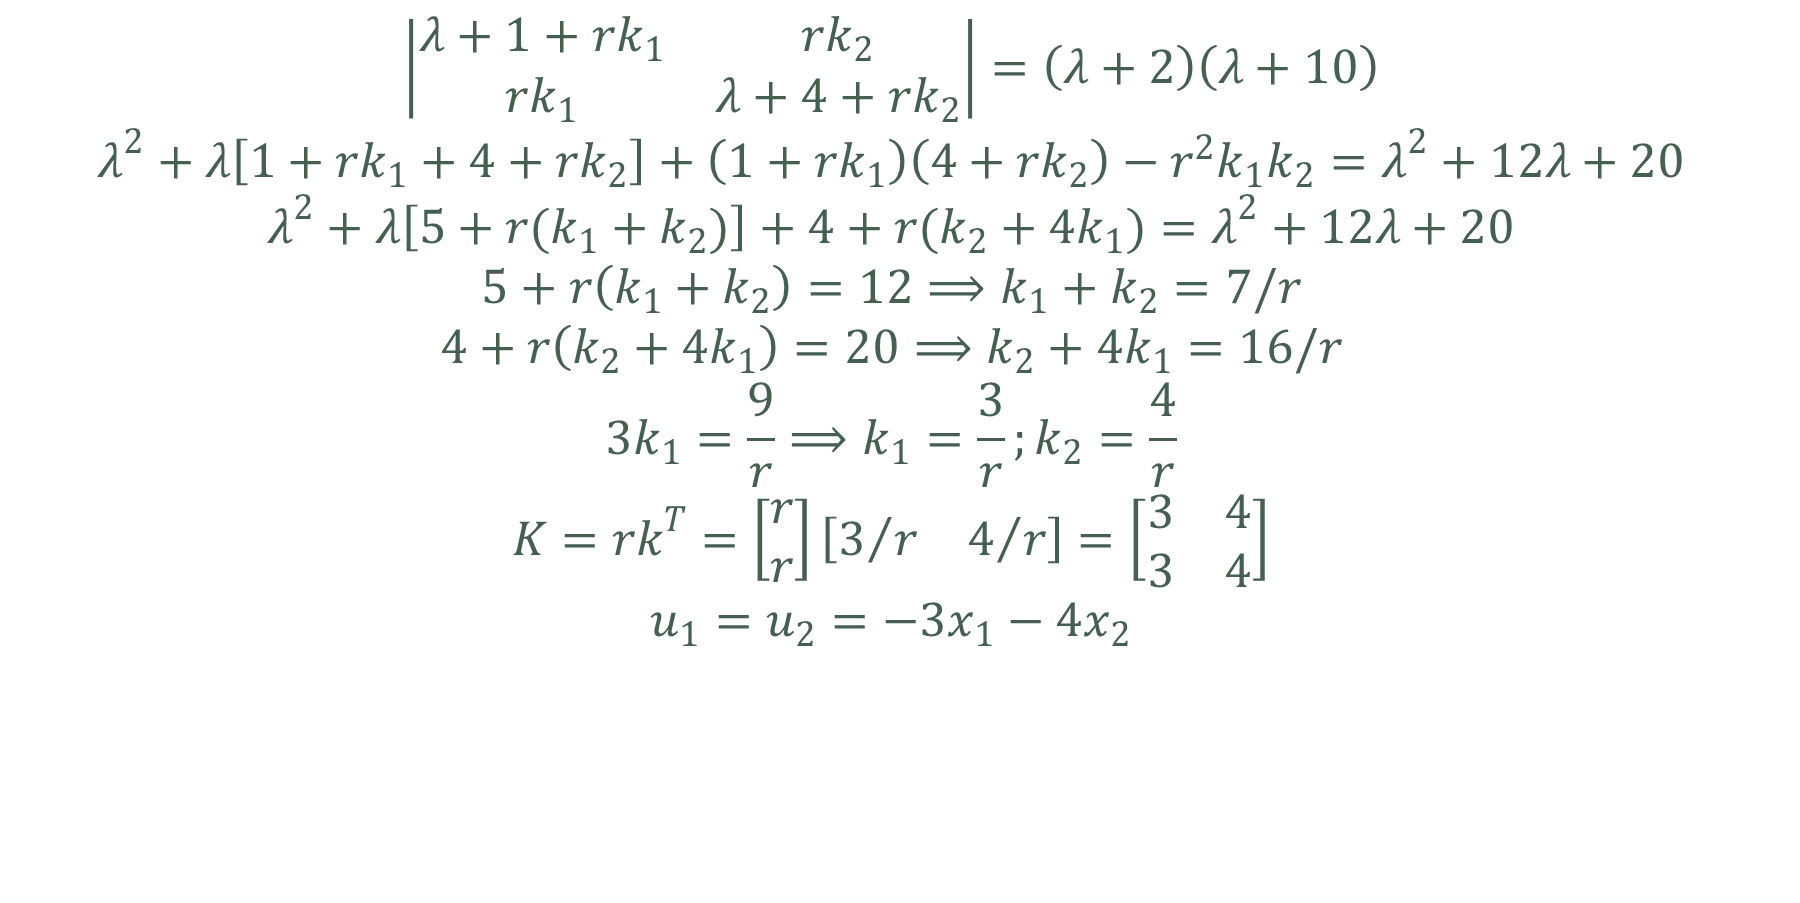 |λ + 1 + rk₁  rk₂; rk₁  λ + 4 + rk₂| = (λ + 2)(λ + 10)
λ² + λ[1 + rk₁ + 4 + rk₂] + (1 + rk₁)(4 + rk₂) − r²k₁k₂ = λ² + 12λ + 20
λ² + λ[5 + r(k₁ + k₂)] + 4 + r(k₂ + 4k₁) = λ² + 12λ + 20
5 + r(k₁ + k₂) = 12 ⟹ k₁ + k₂ = 7/r
4 + r(k₂ + 4k₁) = 20 ⟹ k₂ + 4k₁ = 16/r
3k₁ = 9/r ⟹ k₁ = 3/r ; k₂ = 4/r
K = rkᵀ = [r; r] [3/r  4/r] = [3  4; 3  4]
u₁ = u₂ = −3x₁ − 4x₂